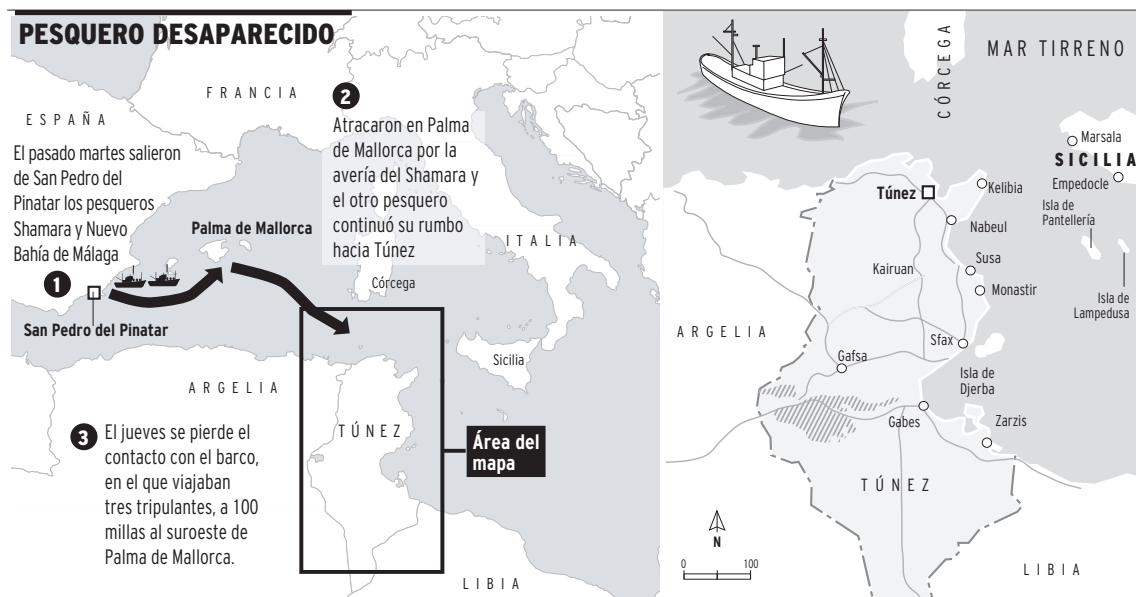 PESQUERO DESAPARECIDO
FRANCIA
ESPAÑA
1
El pasado martes salieron
de San Pedro del
Pinatar los pesqueros
Shamara y Nuevo
Bahía de Málaga
San Pedro del Pinatar
Palma de Mallorca
2
Atracaron en Palma
de Mallorca por la
avería del Shamara y
el otro pesquero
continuó su rumbo
hacia Túnez
ITALIA
Córcega
Sicilia
ARGELIA
TÚNEZ
3
El jueves se pierde el
contacto con el barco,
en el que viajaban
tres tripulantes, a 100
millas al suroeste de
Palma de Mallorca.
Área del
mapa
LIBIA
CÓRCEGA
MAR TIRRENO
Marsala
SICILIA
Empedocle
Isla de
Pantellería
Túnez
Kelibia
Nabeul
Kairuan
Susa
Monastir
Isla de
Lampedusa
ARGELIA
Sfax
Gafsa
Isla de
Djerba
Gabes
Zarzis
TÚNEZ
N
0 100
LIBIA